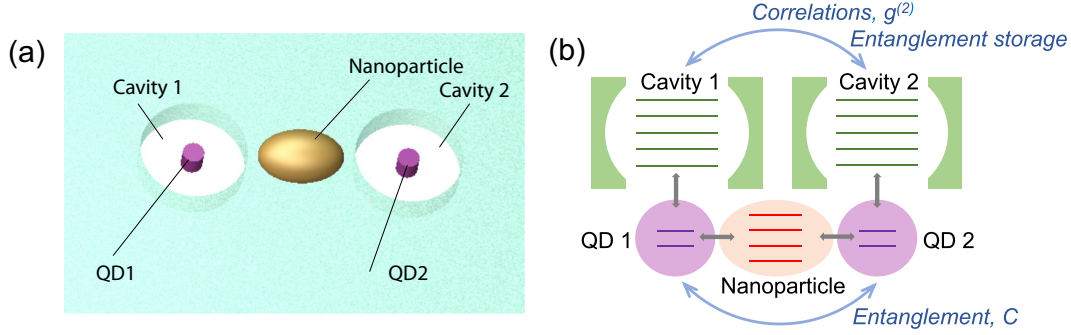 (a)
Cavity 1
Nanoparticle
Cavity 2
QD1
QD2
(b)
Correlations, g(2)
Entanglement storage
Cavity 1
Cavity 2
QD 1
QD 2
Nanoparticle
Entanglement, C